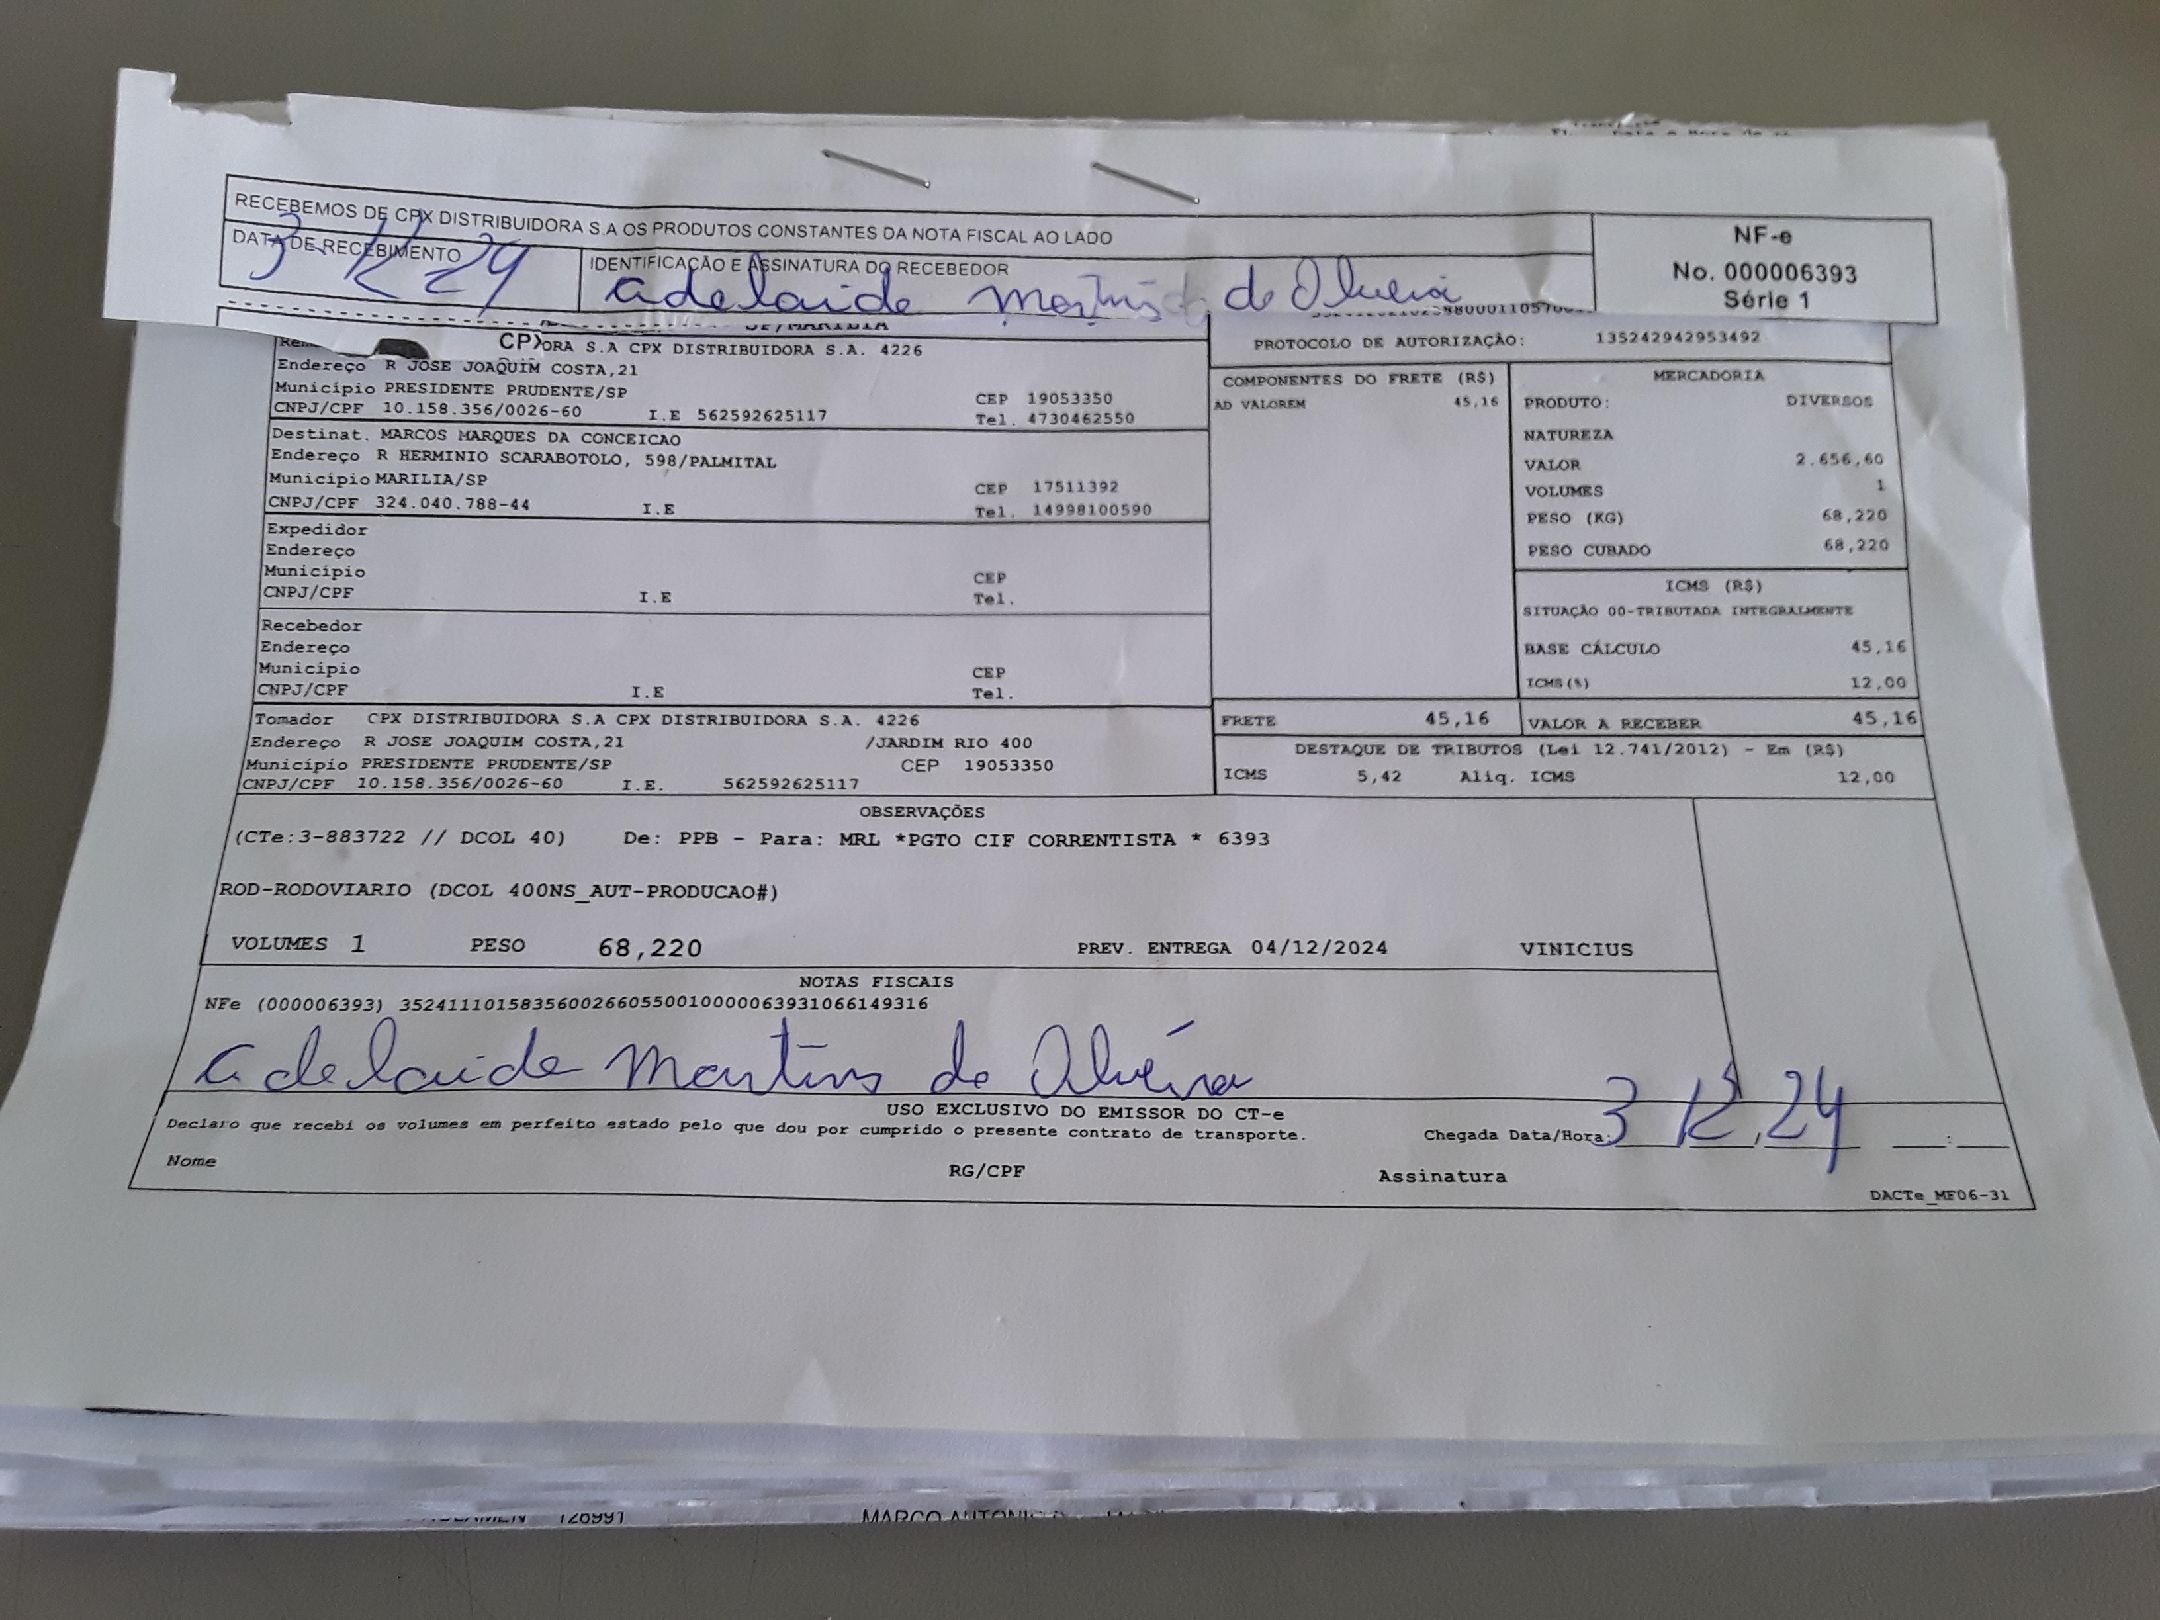 RECEBEMOS DE CPX DISTRIBUIDORA S.A OS PRODUTOS CONSTANTES DA NOTA FISCAL AO LADO
DATA DE RECEBIMENTO
3 12 24
IDENTIFICAÇÃO E ASSINATURA DO RECEBEDOR
adelaide Martins de Oliveira
NF-e
No. 000006393
Série 1
CPX
ORA S.A CPX DISTRIBUIDORA S.A. 4226
Endereço R JOSE JOAQUIM COSTA,21
Município PRESIDENTE PRUDENTE/SP CEP 19053350
CNPJ/CPF 10.158.356/0026-60 I.E 562592625117 Tel. 4730462550
Destinat. MARCOS MARQUES DA CONCEICAO
Endereço R HERMINIO SCARABOTOLO, 598/PALMITAL
Município MARILIA/SP CEP 17511392
CNPJ/CPF 324.040.788-44 I.E Tel. 14998100590
Expedidor
Endereço
Município CEP
CNPJ/CPF I.E Tel.
Recebedor
Endereço
Município CEP
CNPJ/CPF I.E Tel.
Tomador CPX DISTRIBUIDORA S.A CPX DISTRIBUIDORA S.A. 4226
Endereço R JOSE JOAQUIM COSTA,21 /JARDIM RIO 400
Município PRESIDENTE PRUDENTE/SP CEP 19053350
CNPJ/CPF 10.158.356/0026-60 I.E. 562592625117
PROTOCOLO DE AUTORIZAÇÃO: 135242942953492
COMPONENTES DO FRETE (R$)
AD VALOREM 45,16
MERCADORIA
PRODUTO: DIVERSOS
NATUREZA
VALOR 2.656,60
VOLUMES 1
PESO (KG) 68,220
PESO CUBADO 68,220
ICMS (R$)
SITUAÇÃO 00-TRIBUTADA INTEGRALMENTE
BASE CÁLCULO 45,16
ICMS(%) 12,00
FRETE 45,16 VALOR A RECEBER 45,16
DESTAQUE DE TRIBUTOS (Lei 12.741/2012) - Em (R$)
ICMS 5,42 Aliq. ICMS 12,00
OBSERVAÇÕES
(CTe:3-883722 // DCOL 40) De: PPB - Para: MRL *PGTO CIF CORRENTISTA * 6393
ROD-RODOVIARIO (DCOL 400NS_AUT-PRODUCAO#)
VOLUMES 1 PESO 68,220 PREV. ENTREGA 04/12/2024 VINICIUS
NOTAS FISCAIS
NFe (000006393) 35241110158356002660550010000063931066149316
adelaide Martins de Oliveira
USO EXCLUSIVO DO EMISSOR DO CT-e
Declaro que recebi os volumes em perfeito estado pelo que dou por cumprido o presente contrato de transporte.
Chegada Data/Hora: 3 12 24 __:__
Nome RG/CPF Assinatura
DACTe_MF06-31
128991